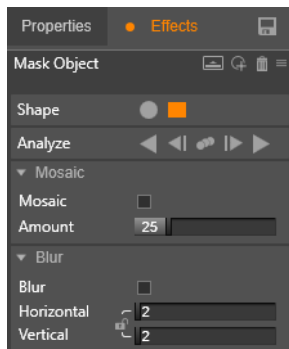 Properties Effects
Mask Object
Shape
Analyze
Mosaic
Mosaic
Amount 25
Blur
Blur
Horizontal 2
Vertical 2